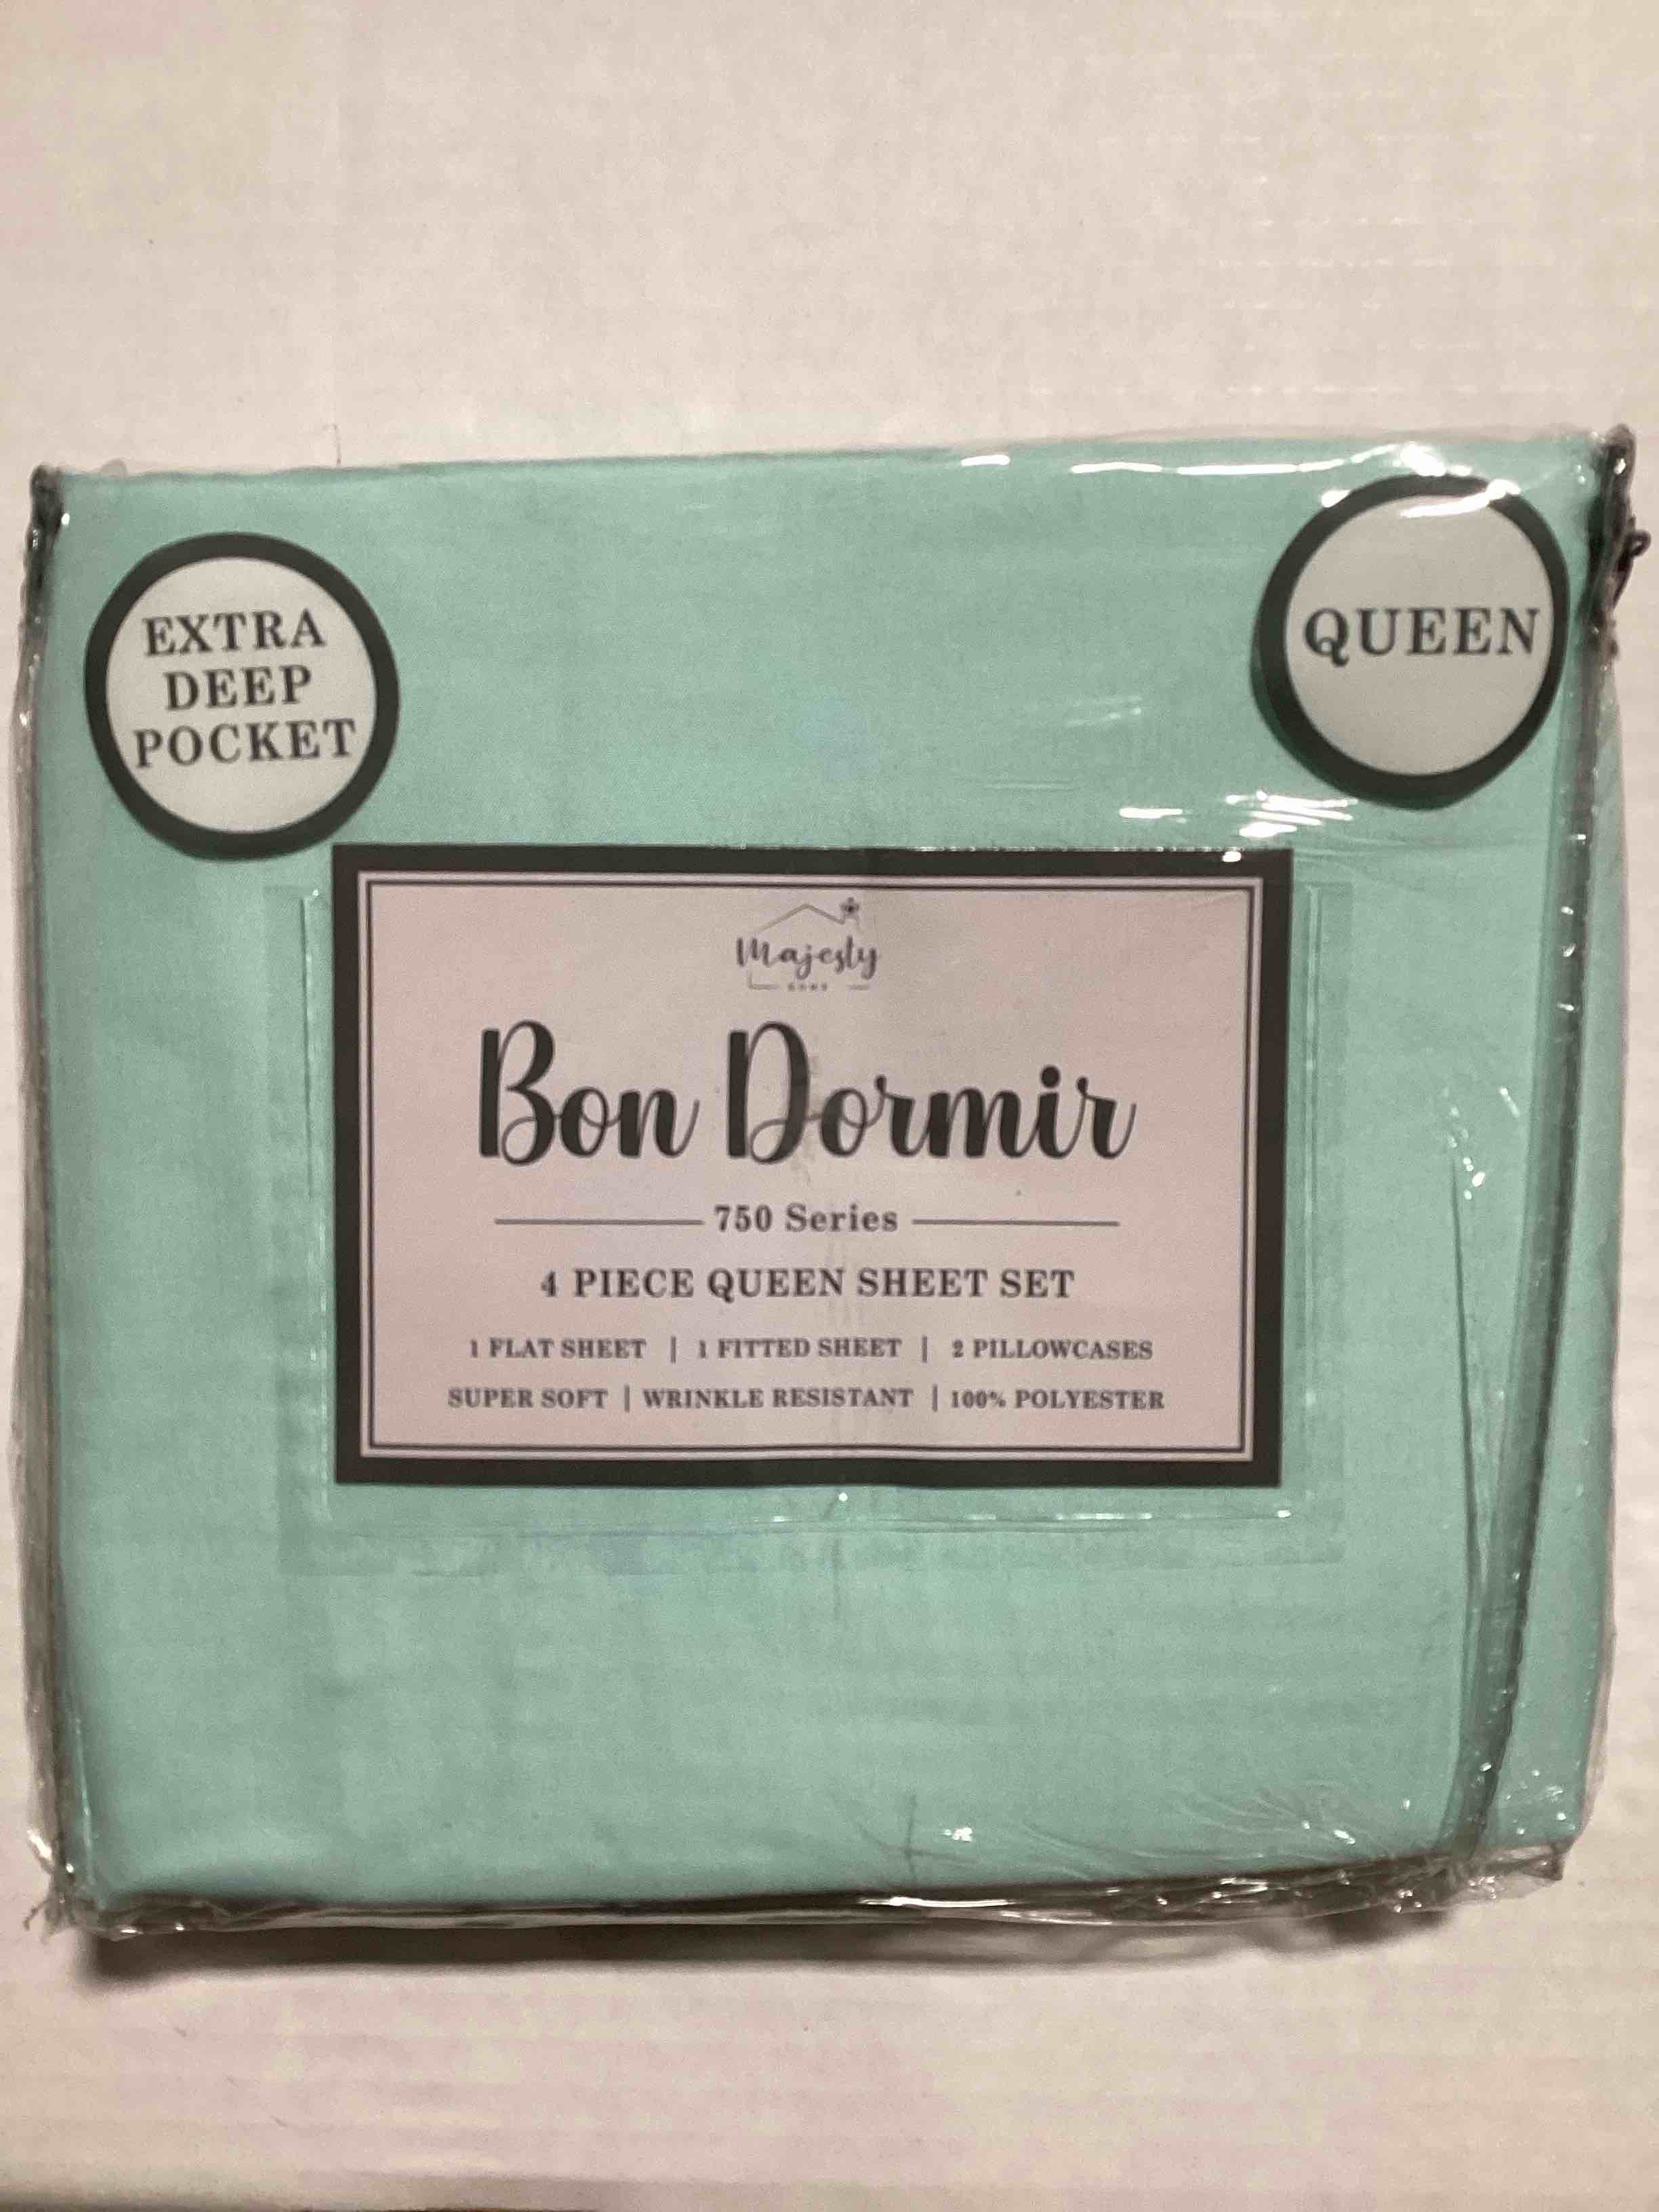 EXTRA
DEEP
POCKET
QUEEN
Majesty
HOME
Bon Dormir
750 Series
4 PIECE QUEEN SHEET SET
1 FLAT SHEET | 1 FITTED SHEET | 2 PILLOWCASES
SUPER SOFT | WRINKLE RESISTANT | 100% POLYESTER